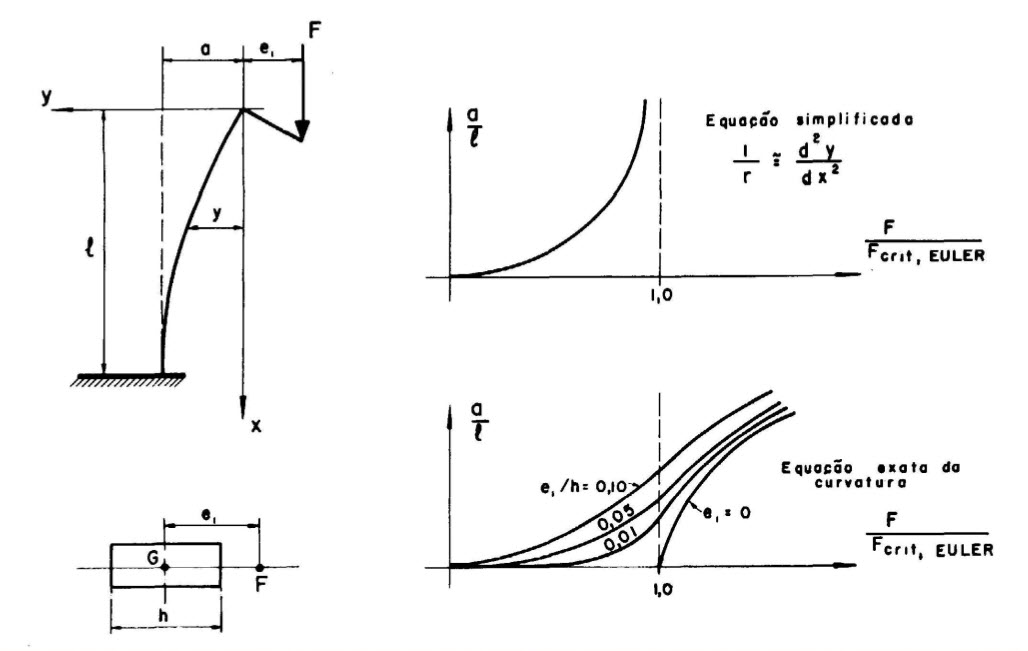 F
a
e₁
y
y
ℓ
x
e₁
G
F
h
a
ℓ
Equação simplificada
1
r
≅
d²y
dx²
F
Fcrit, EULER
1,0
a
ℓ
e₁/h=0,10
0,05
0,01
e₁=0
Equação exata da
curvatura
F
Fcrit, EULER
1,0